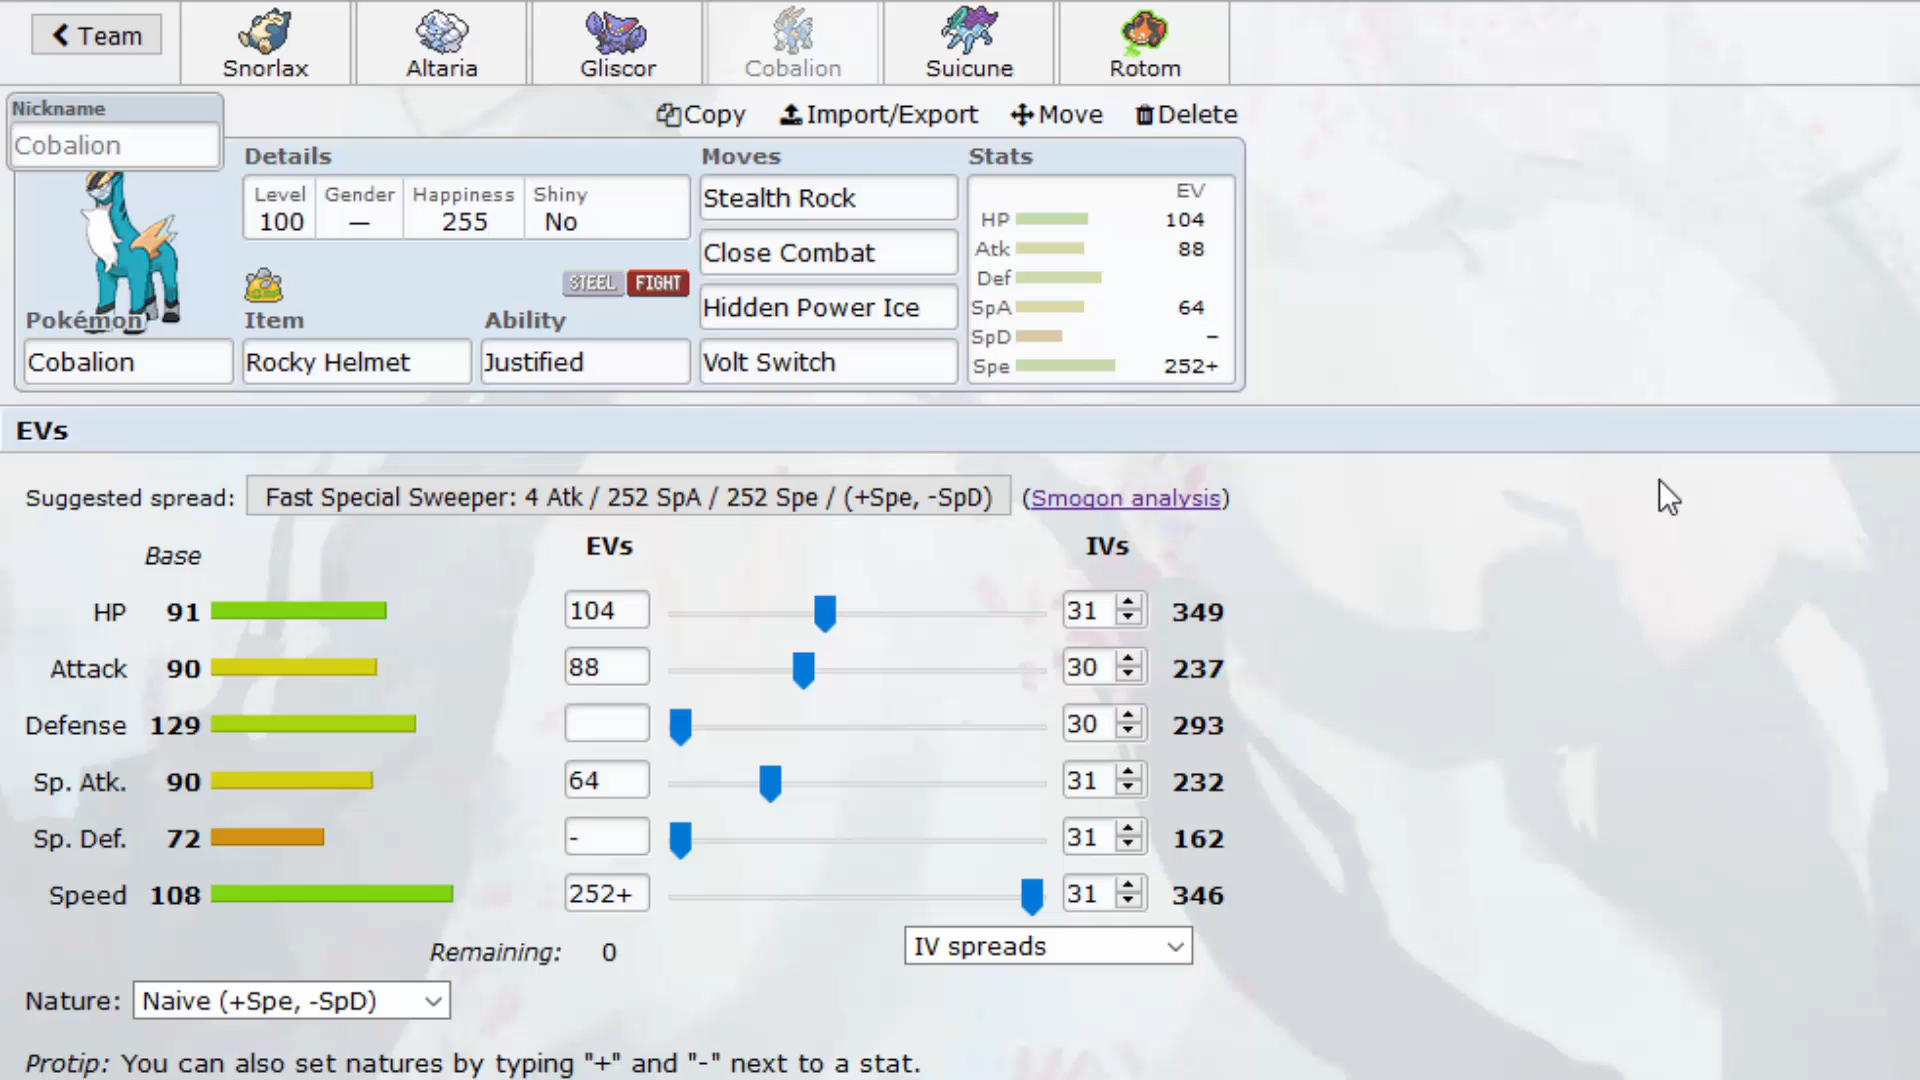 Team
Snorlax
Altaria
Gliscor
Cobalion
Suicune
Rotom
Nickname
Cobalion
Copy
Import/Export
Move
Delete
Details
Moves
Stats
Level
Gender
Happiness
Shiny
100
—
255
No
STEEL
FIGHT
Pokémon
Item
Ability
Cobalion
Rocky Helmet
Justified
Stealth Rock
Close Combat
Hidden Power Ice
Volt Switch
EV
HP 104
Atk 88
Def
SpA 64
SpD –
Spe 252+
EVs
Suggested spread: Fast Special Sweeper: 4 Atk / 252 SpA / 252 Spe / (+Spe, -SpD) (Smogon analysis)
Base EVs IVs
HP 91 104 31 349
Attack 90 88 30 237
Defense 129 30 293
Sp. Atk. 90 64 31 232
Sp. Def. 72 - 31 162
Speed 108 252+ 31 346
Remaining: 0 IV spreads
Nature: Naive (+Spe, -SpD)
Protip: You can also set natures by typing "+" and "-" next to a stat.